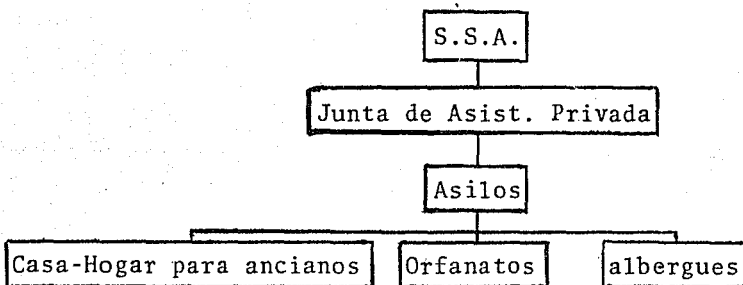 S.S.A.
Junta de Asist. Privada
Asilos
Casa-Hogar para ancianos Orfanatos albergues